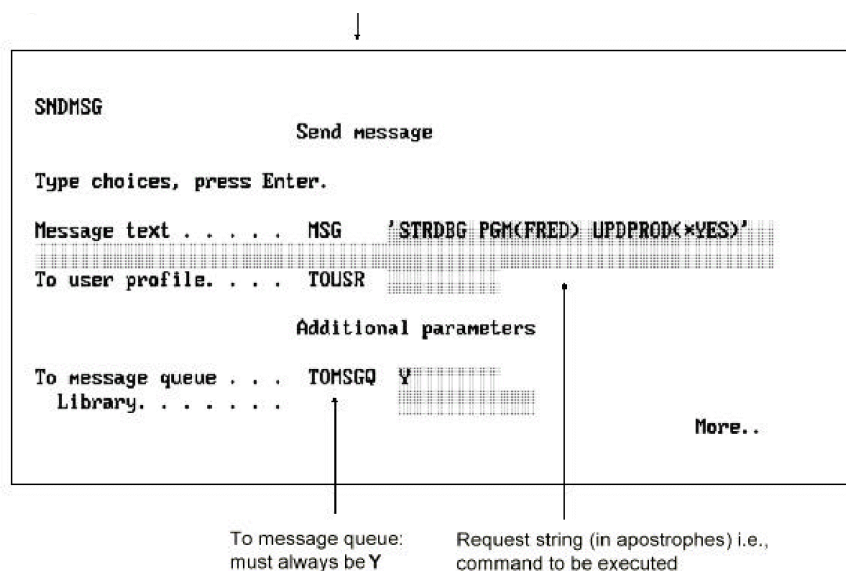 SNDMSG
Send message
Type choices, press Enter.
Message text . . . . . MSG 'STRDBG PGM(FRED) UPDPROD(*YES)'
To user profile. . . . TOUSR
Additional parameters
To message queue . . . TOMSGQ Y
Library. . . . . . .
More..
To message queue:
must always be Y
Request string (in apostrophes) i.e.,
command to be executed